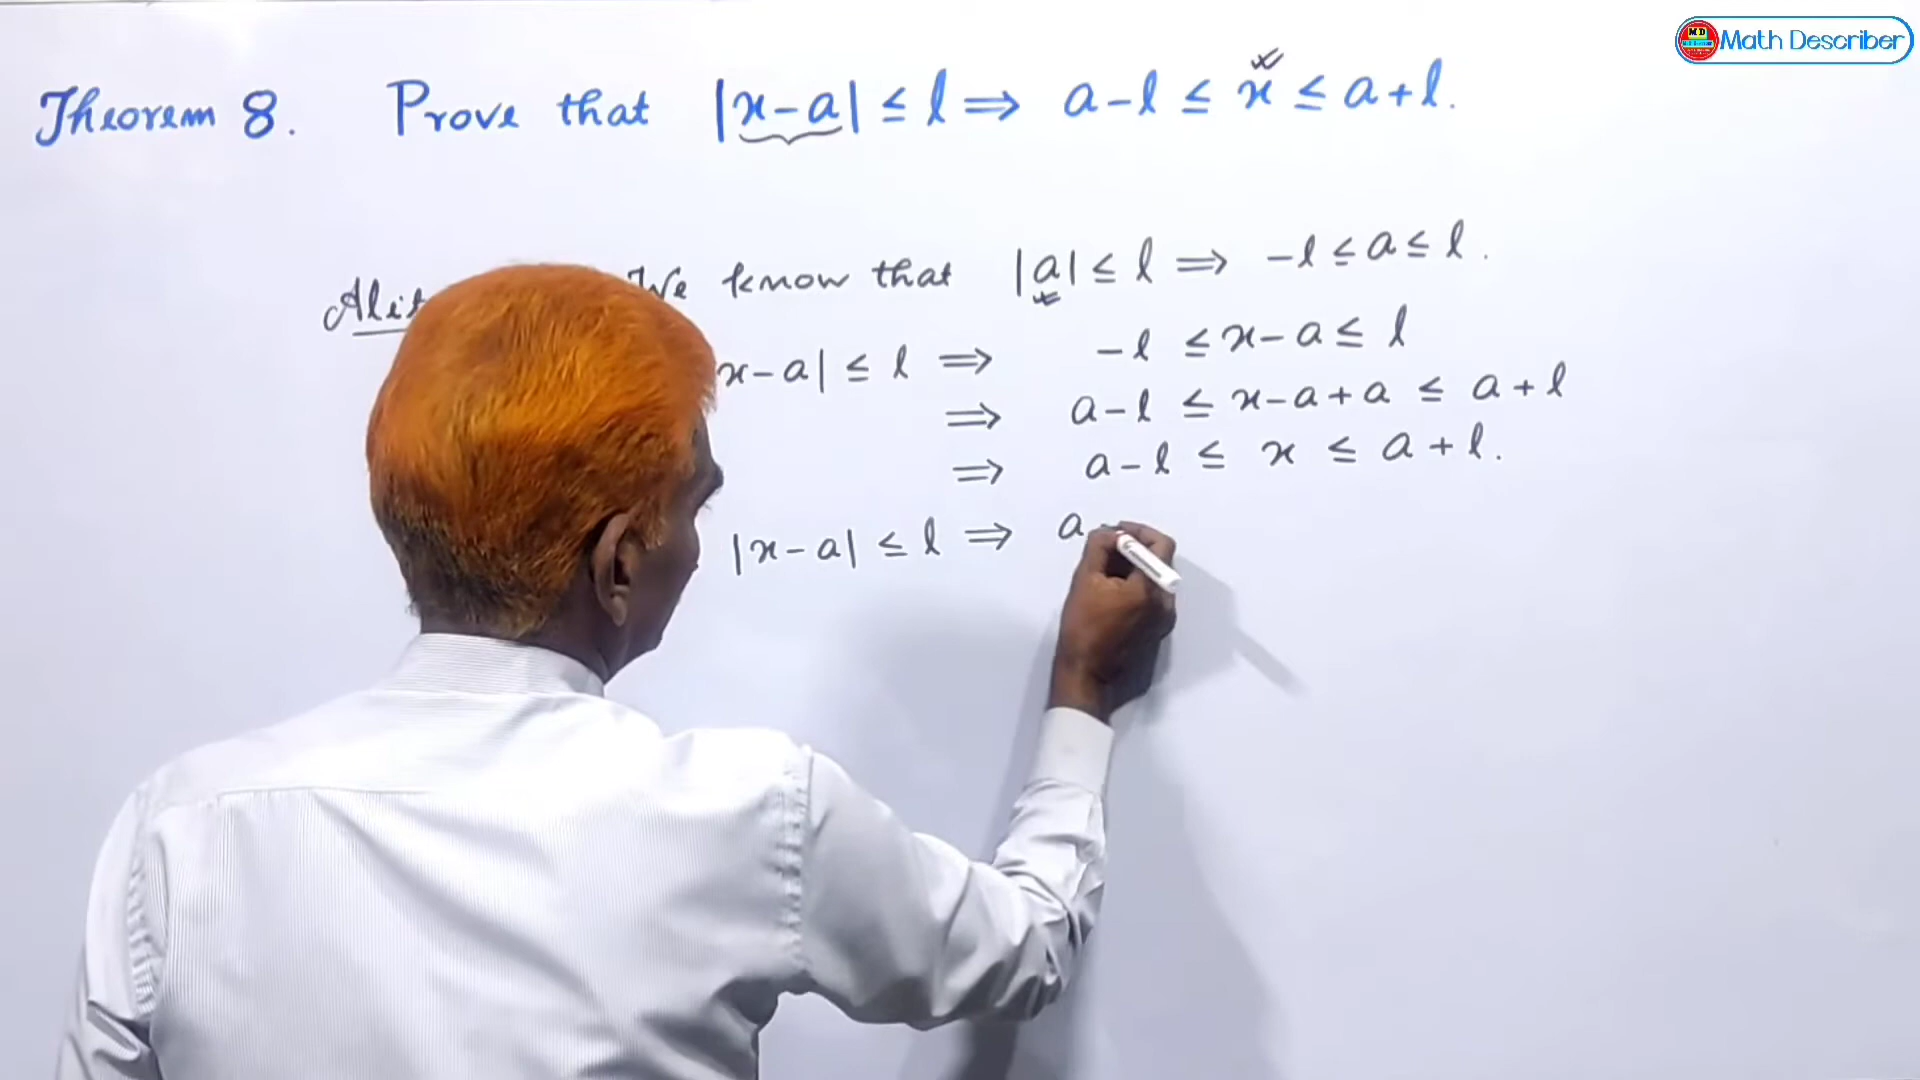 Math Describer
Theorem 8. Prove that |x-a| ≤ l ⇒ a-l ≤ x ≤ a+l.
We know that |a| ≤ l ⇒ -l ≤ a ≤ l.
x-a| ≤ l ⇒ -l ≤ x-a ≤ l
⇒ a-l ≤ x-a+a ≤ a+l
⇒ a-l ≤ x ≤ a+l.
|x-a| ≤ l ⇒ a-